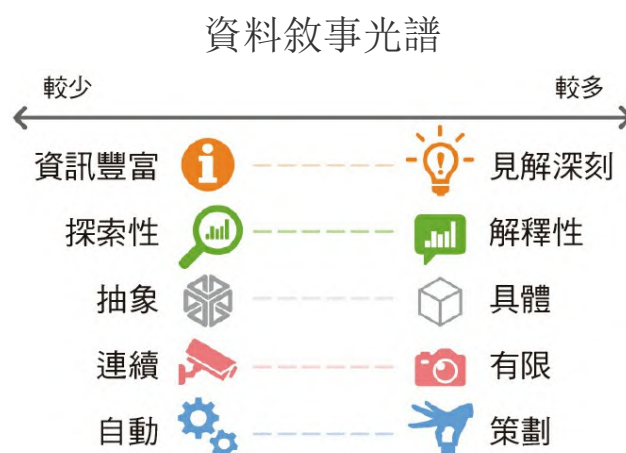 資料敘事光譜
較少 較多
資訊豐富 見解深刻
探索性 解釋性
抽象 具體
連續 有限
自動 策劃